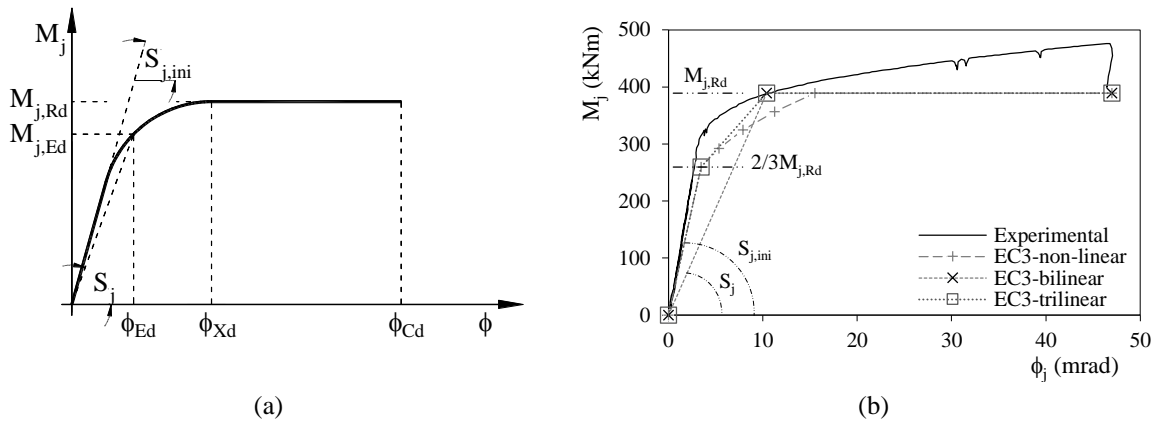 M_j
S_j,ini
M_j,Rd
M_j,Ed
S_j
ϕ_Ed ϕ_Xd ϕ_Cd ϕ
(a)
M_j (kNm)
500
400
300
200
100
0
M_j,Rd
2/3M_j,Rd
S_j,ini
S_j
Experimental
EC3-non-linear
EC3-bilinear
EC3-trilinear
0 10 20 30 40 50
ϕ_j (mrad)
(b)